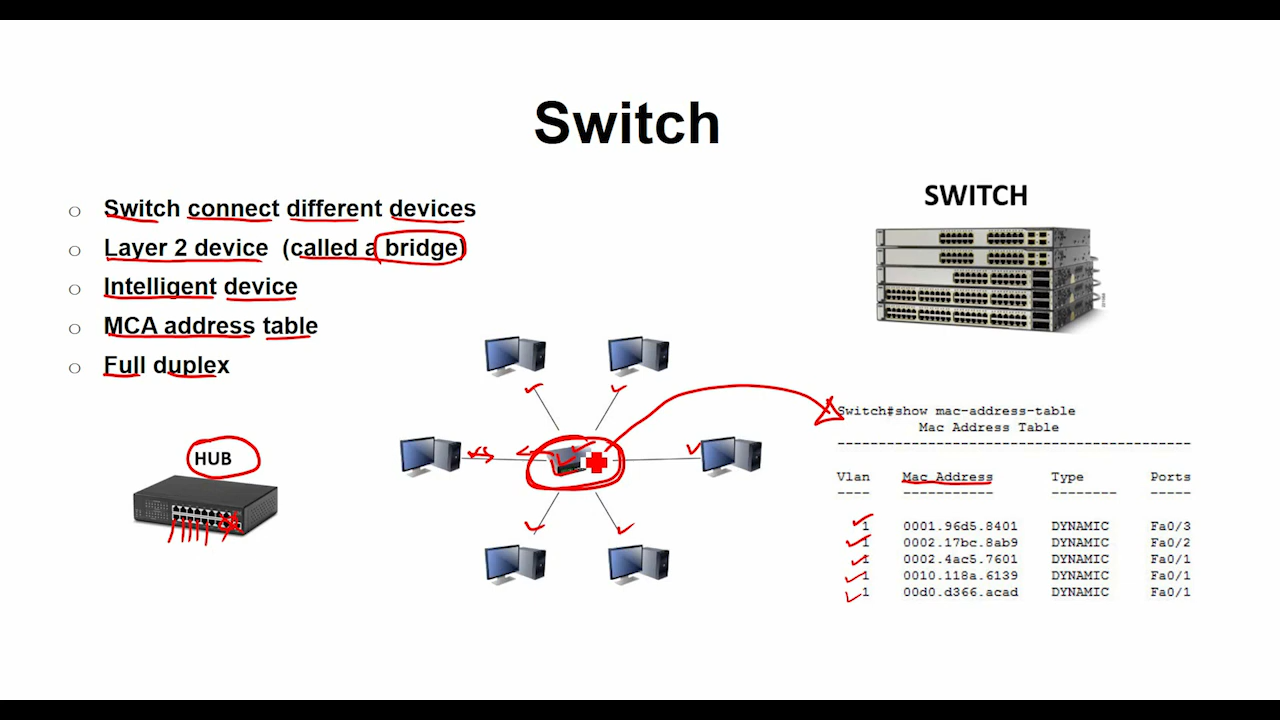 Switch
Switch connect different devices
Layer 2 device (called a bridge)
Intelligent device
MCA address table
Full duplex
HUB
SWITCH
Switch#show mac-address-table
Mac Address Table
-------------------------------------------
Vlan Mac Address Type Ports
---- ----------- -------- -----
1 0001.96d5.8401 DYNAMIC Fa0/3
1 0002.17bc.8ab9 DYNAMIC Fa0/2
1 0002.4ac5.7601 DYNAMIC Fa0/1
1 0010.118a.6139 DYNAMIC Fa0/1
1 00d0.d366.acad DYNAMIC Fa0/1